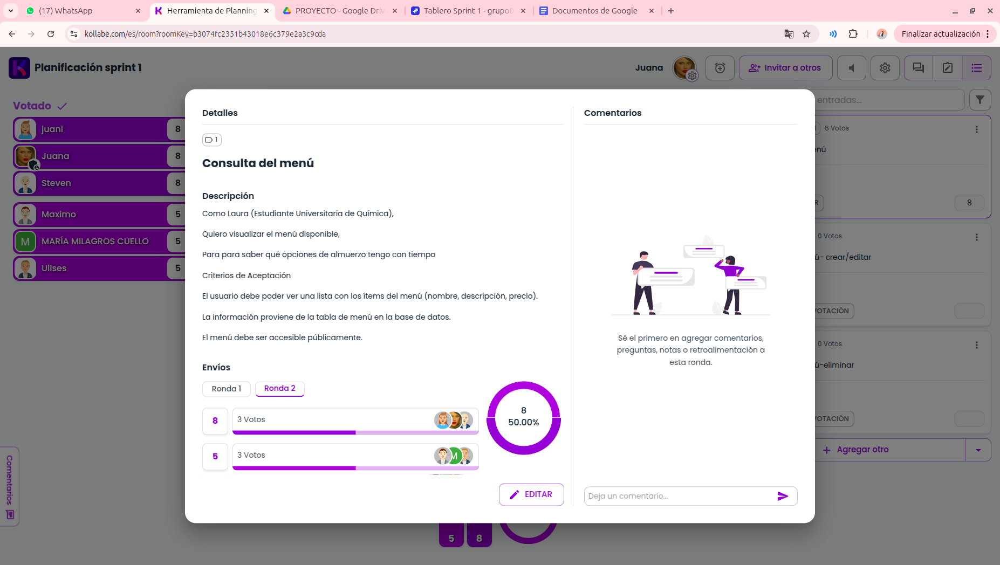 (17) WhatsApp
Herramienta de Planning
PROYECTO - Google Driv
Tablero Sprint 1 - grupo0
Documentos de Google
kollabe.com/es/room?roomKey=b3074fc2351b43018e6c379e2a3c9cda
Finalizar actualización
Planificación sprint 1
Juana
Invitar a otros
Votado
juani 8
Juana 8
Steven 8
Maximo 5
M MARÍA MILAGROS CUELLO 5
Ulises 5
Comentarios
Detalles
1
Consulta del menú
Descripción
Como Laura (Estudiante Universitaria de Química),
Quiero visualizar el menú disponible,
Para para saber qué opciones de almuerzo tengo con tiempo
Criterios de Aceptación
El usuario debe poder ver una lista con los ítems del menú (nombre, descripción, precio).
La información proviene de la tabla de menú en la base de datos.
El menú debe ser accesible públicamente.
Envíos
Ronda 1
Ronda 2
8 3 Votos
5 3 Votos M
8
50.00%
EDITAR
Comentarios
Sé el primero en agregar comentarios,
preguntas, notas o retroalimentación a
esta ronda.
Deja un comentario...
entradas...
6 Votos
enú
R 8
0 Votos
ú- crear/editar
VOTACIÓN
0 Votos
ú-eliminar
VOTACIÓN
Agregar otro
5 8